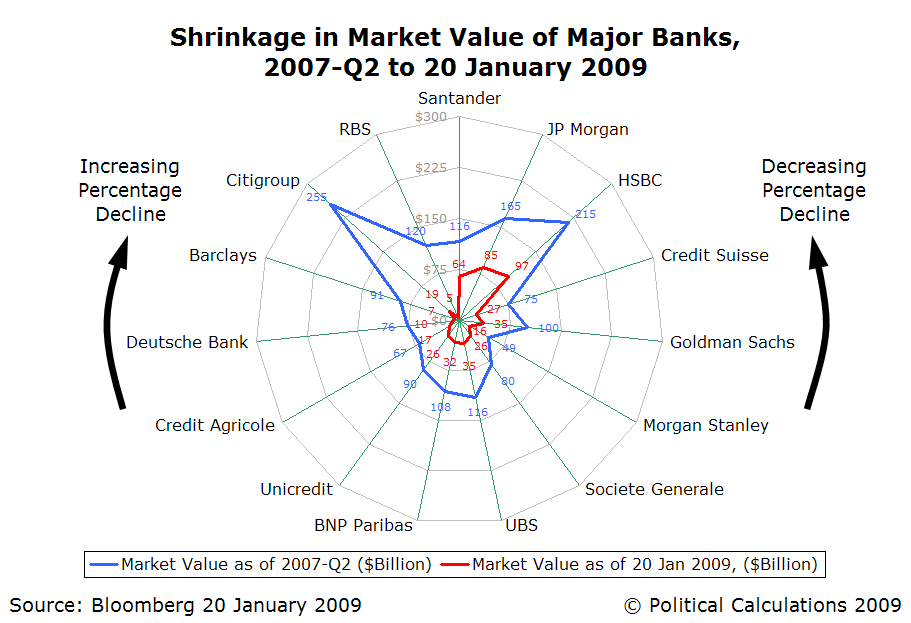 Shrinkage in Market Value of Major Banks,
2007-Q2 to 20 January 2009
Santander
$300
RBS
JP Morgan
Increasing
Percentage
Decline
Decreasing
Percentage
Decline
$225
Citigroup
HSBC
255
165
215
$150
120
116
Barclays
Credit Suisse
64
85
97
$75
91
19
5
75
7
27
76
10
$0
35
100
16
Deutsche Bank
Goldman Sachs
17
26
49
67
26
32
35
90
80
108
116
Credit Agricole
Morgan Stanley
Unicredit
Societe Generale
BNP Paribas
UBS
Market Value as of 2007-Q2 ($Billion)
Market Value as of 20 Jan 2009, ($Billion)
Source: Bloomberg 20 January 2009
© Political Calculations 2009